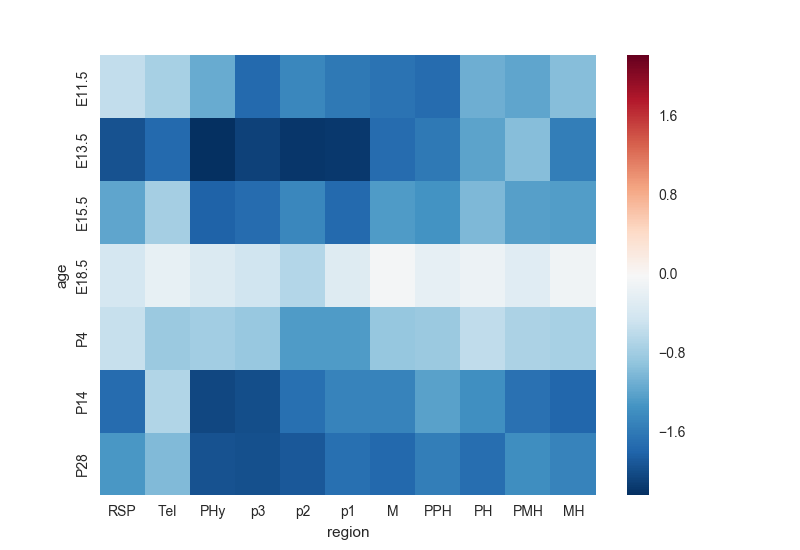 E11.5
E13.5
E15.5
E18.5
P4
P14
P28
age
RSP Tel PHy p3 p2 p1 M PPH PH PMH MH
region
1.6
0.8
0.0
−0.8
−1.6